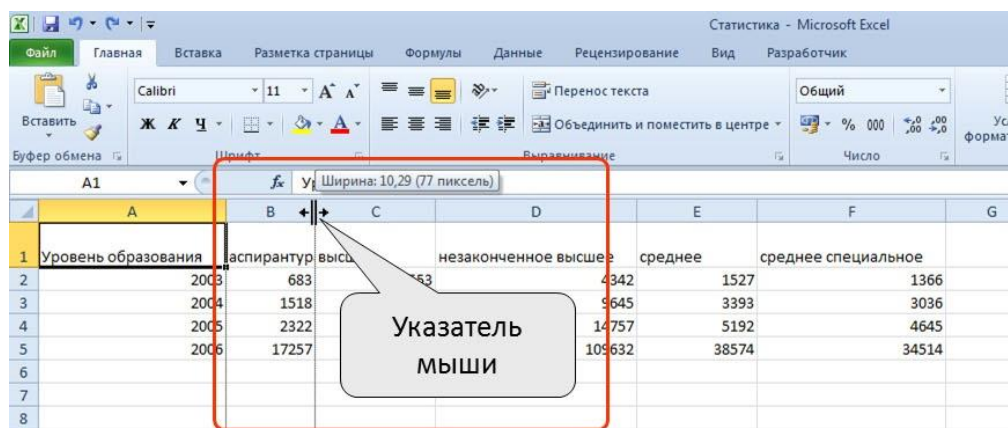 Статистика - Microsoft Excel
Файл Главная Вставка Разметка страницы Формулы Данные Рецензирование Вид Разработчик
Calibri 11 А А Перенос текста Общий
Вставить Ж К Ч А Объединить и поместить в центре % 000 ,00 ,0
Буфер обмена Шрифт Выравнивание Число
A1 fx Ширина: 10,29 (77 пиксель)
A B C D E F G
1 Уровень образования аспирантур незаконченное высшее среднее среднее специальное
2 2003 683 4342 1527 1366
3 2004 1518 9645 3393 3036
4 2005 2322 14757 5192 4645
5 2006 17257 109632 38574 34514
6
7
8
Указатель
мыши